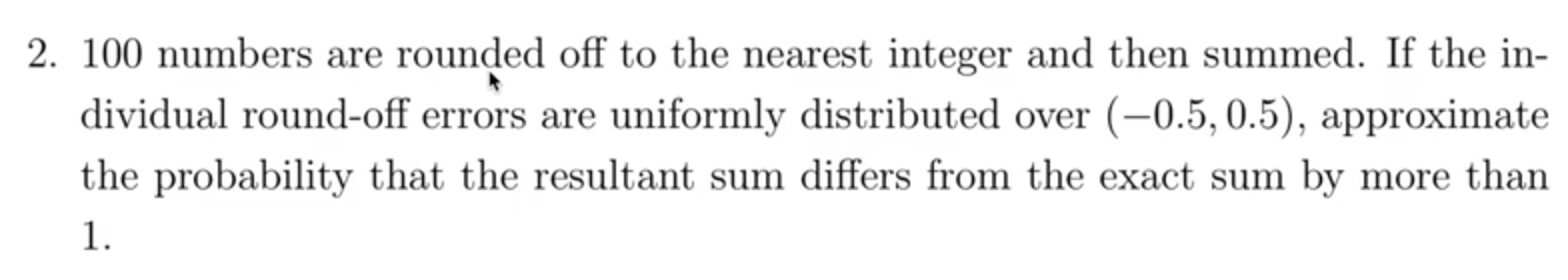 2. 100 numbers are rounded off to the nearest integer and then summed. If the in-
dividual round-off errors are uniformly distributed over (−0.5, 0.5), approximate
the probability that the resultant sum differs from the exact sum by more than
1.